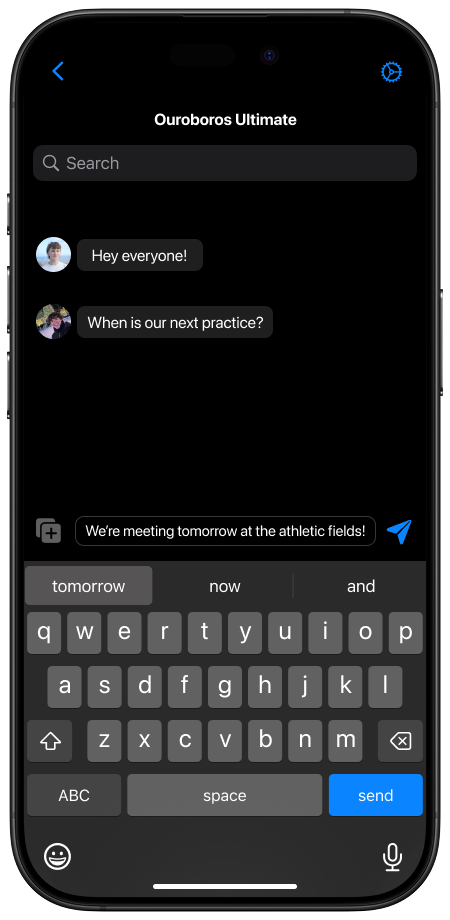 Ouroboros Ultimate
Search
Hey everyone!
When is our next practice?
We're meeting tomorrow at the athletic fields!
tomorrow now and
q w e r t y u i o p
a s d f g h j k l
z x c v b n m
ABC space send